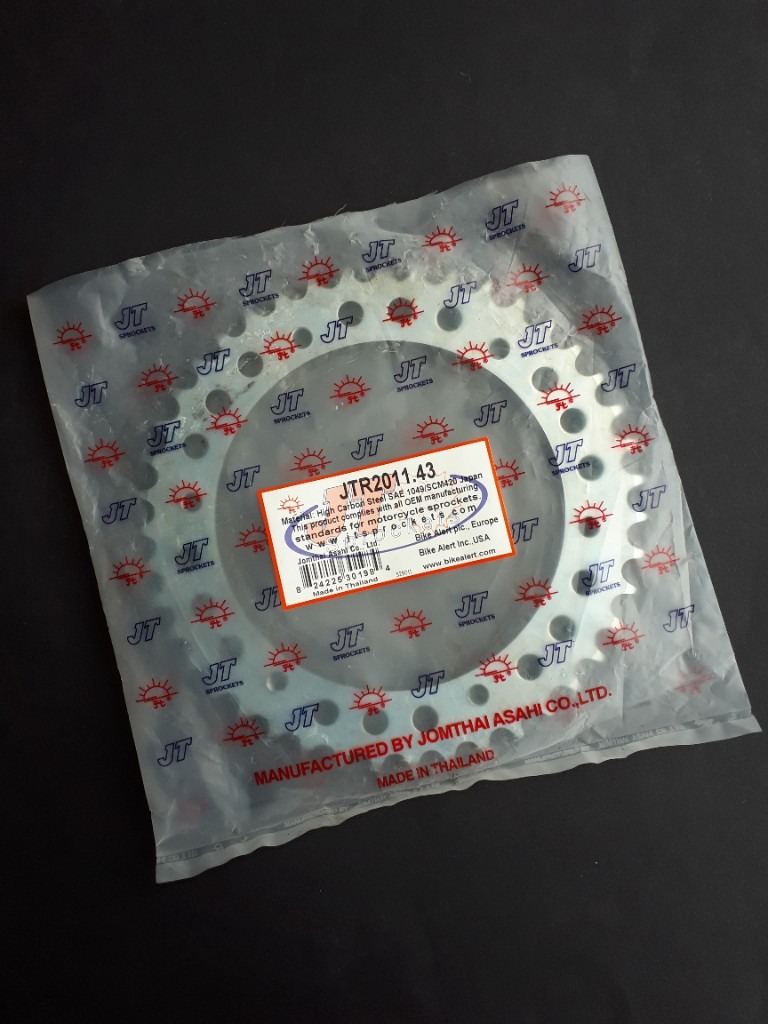 JTR2011.43
Material: High Carbon Steel SAE 1049/SCM420 Japan
This product complies with all OEM manufacturing
standards for motorcycle sprockets.
www.jtsprockets.com
Jomthai Asahi Co., Ltd.
Bike Alert plc., Europe
Bike Alert Inc., USA
www.bikealert.com
Made in Thailand
JT
SPROCKETS
MANUFACTURED BY JOMTHAI ASAHI CO.,LTD.
MADE IN THAILAND